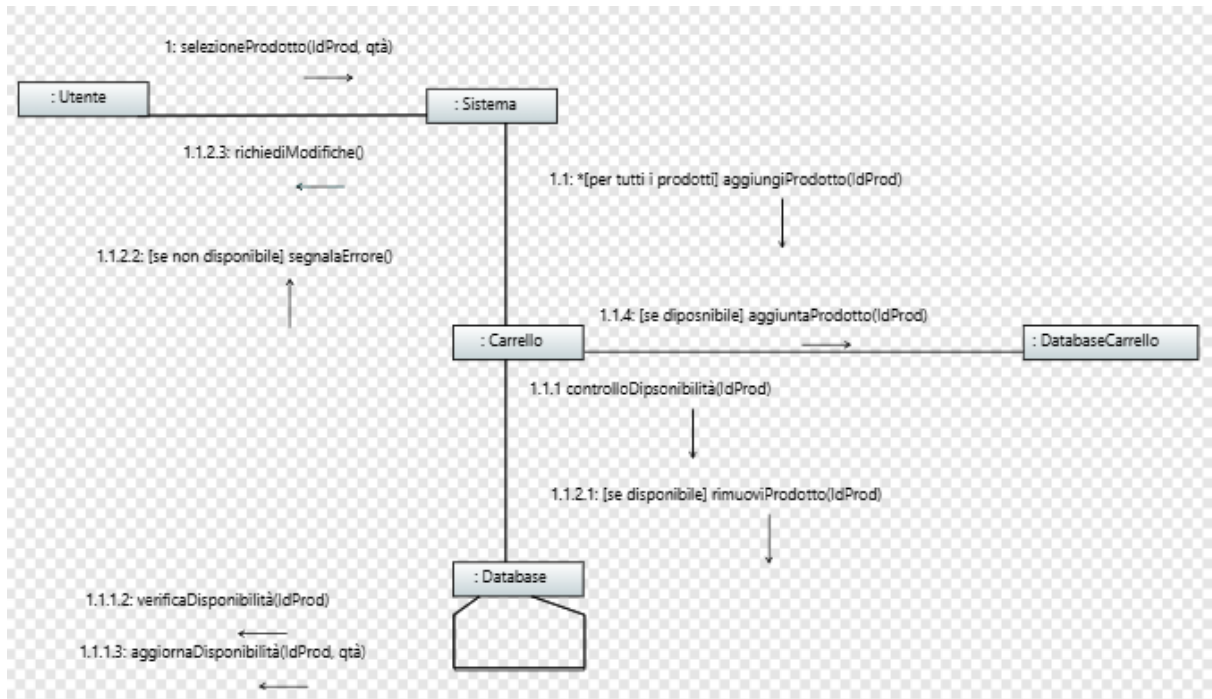 1: selezioneProdotto(IdProd, qtà)
: Utente
: Sistema
1.1.2.3: richiediModifiche()
1.1: *[per tutti i prodotti] aggiungiProdotto(IdProd)
1.1.2.2: [se non disponibile] segnalaErrore()
1.1.4: [se diposnibile] aggiuntaProdotto(IdProd)
: Carrello
: DatabaseCarrello
1.1.1 controlloDipsonibilità(IdProd)
1.1.2.1: [se disponibile] rimuoviProdotto(IdProd)
: Database
1.1.1.2: verificaDisponibilità(IdProd)
1.1.1.3: aggiornaDisponibilità(IdProd, qtà)